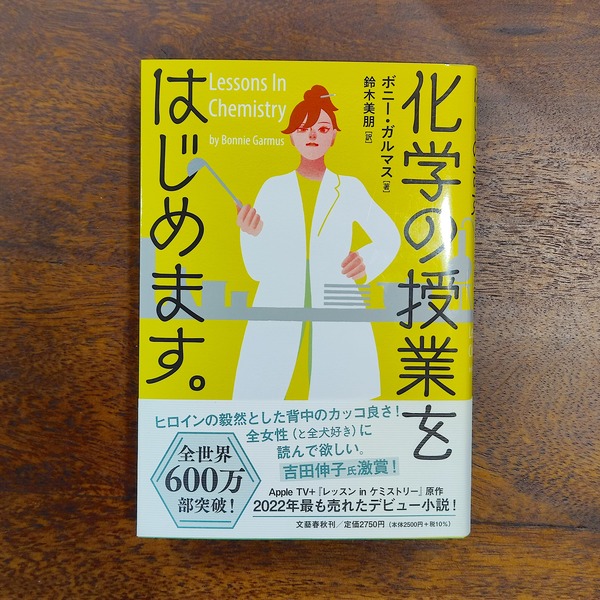 化学の授業を
はじめます。
ボニー・ガルマス[著]
鈴木美朋[訳]
Lessons In
Chemistry
by Bonnie Garmus
ヒロインの毅然とした背中のカッコ良さ!
全女性(と全犬好き)に
読んで欲しい。
吉田伸子氏激賞!
全世界
600万
部突破!
Apple TV+『レッスン in ケミストリー』原作
2022年最も売れたデビュー小説!
文藝春秋刊/定価2750円(本体2500円+税10%)